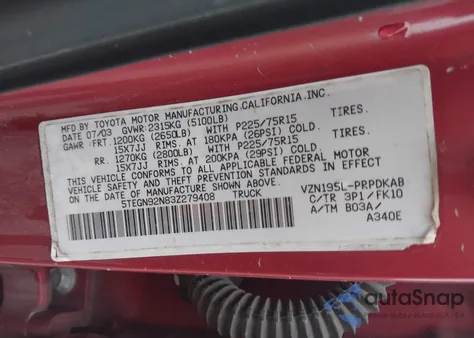 MFD BY TOYOTA MOTOR MANUFACTURING,CALIFORNIA,INC.
07/03 GVWR:2315KG (5100LB)
GAWR :FRT.1200KG (2650LB) WITH P225/75R15 TIRES.
15X7JJ RIMS AT 180KPA (26PSI) COLD.
RR. 1270KG (2800LB) WITH P225/75R15 TIRES.
15X7JJ RIMS AT 200KPA (29PSI) COLD.
THIS VEHICLE CONFORMS TO ALL APPLICABLE FEDERAL MOTOR
VEHICLE SAFETY AND THEFT PREVENTION STANDARDS IN EFFECT
ON THE DATE OF MANUFACTURE SHOWN ABOVE.
5TEGN92N83Z279408 TRUCK
VZN195L-PRPDKAB
C/TR 3P1/FK10
A/TM B03A/
A340E
autoSnap